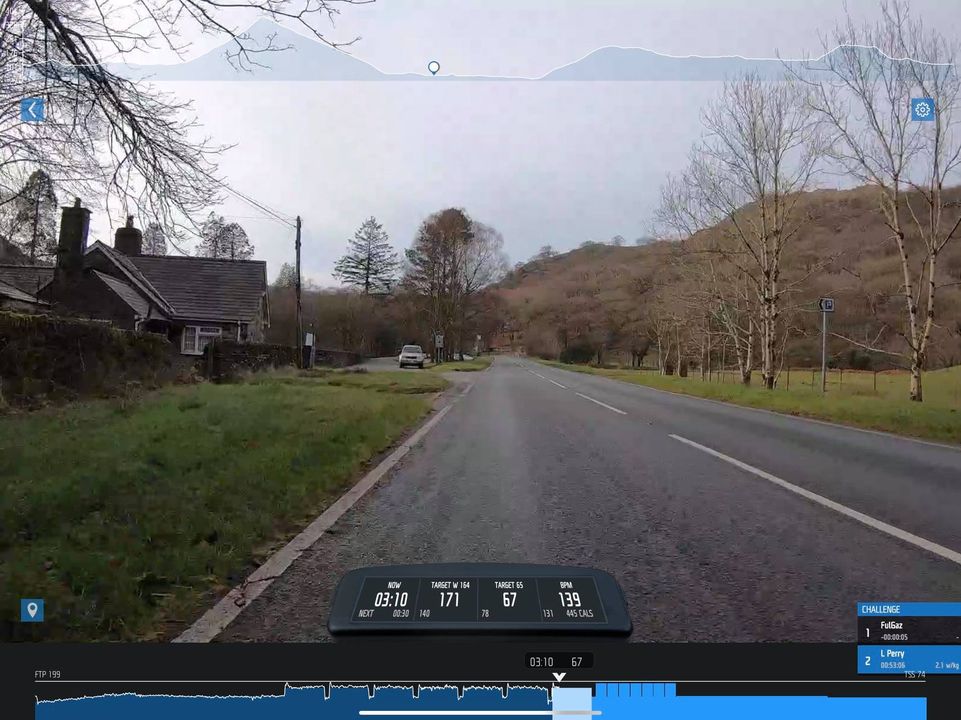 NOW
03:10
NEXT 00:30
TARGET W 164
171
140
TARGET 65
67
78
BPM
139
131 445 CALS
CHALLENGE
1 FulGaz
-00:00:05 -
2 L Perry
00:53:06 2.1 w/kg
03:10 67
FTP 199
TSS 74